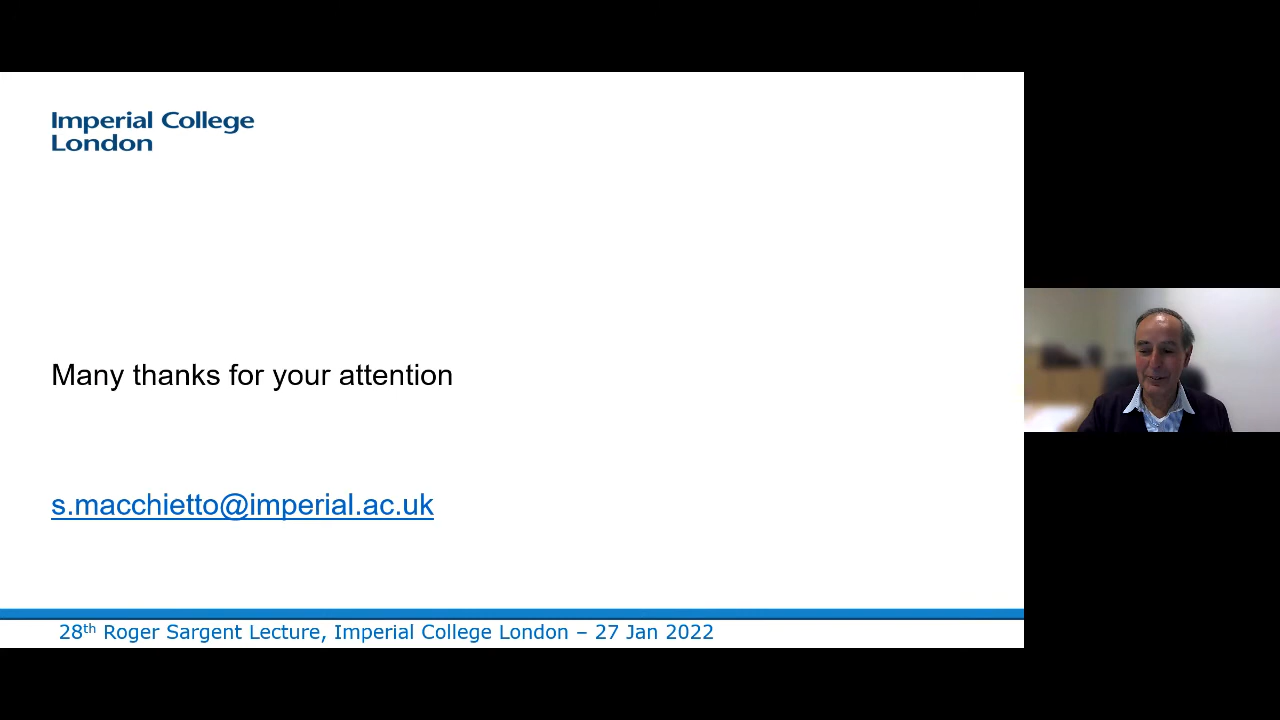 Imperial College
London
Many thanks for your attention
s.macchietto@imperial.ac.uk
28th Roger Sargent Lecture, Imperial College London – 27 Jan 2022